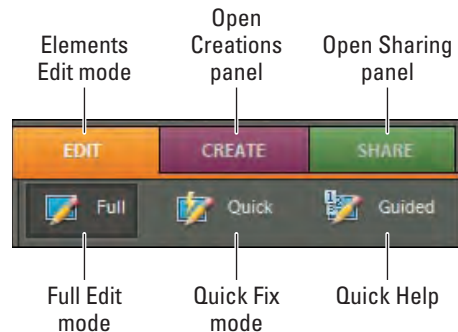 Open
Elements Creations Open Sharing
Edit mode panel panel
EDIT CREATE SHARE
Full Quick Guided
Full Edit Quick Fix Quick Help
mode mode